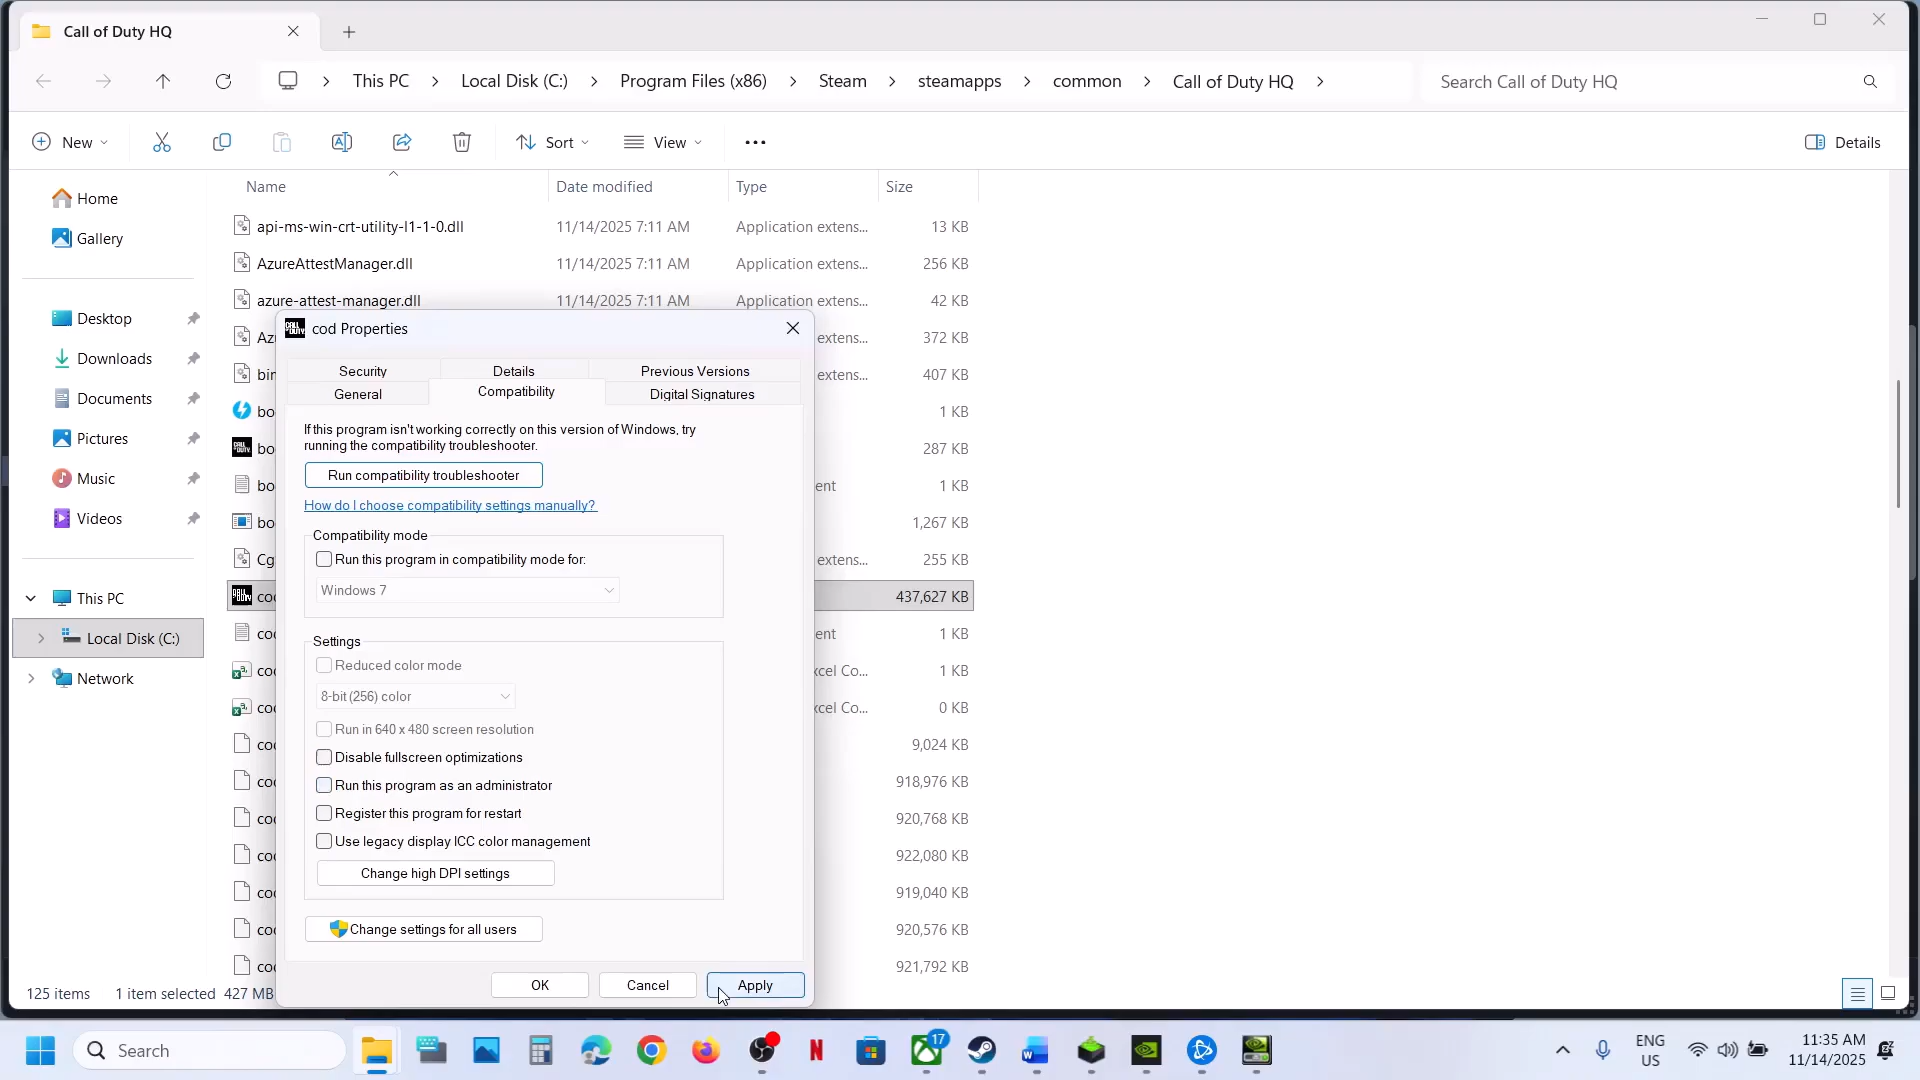 Call of Duty HQ
This PC
Local Disk (C:)
Program Files (x86)
Steam
steamapps
common
Call of Duty HQ
Search Call of Duty HQ
New
Sort
View
Details
Name
Date modified
Type
Size
Home
Gallery
Desktop
Downloads
Documents
Pictures
Music
Videos
This PC
Local Disk (C:)
Network
api-ms-win-crt-utility-l1-1-0.dll 11/14/2025 7:11 AM Application extens... 13 KB
AzureAttestManager.dll 11/14/2025 7:11 AM Application extens... 256 KB
azure-attest-manager.dll 11/14/2025 7:11 AM Application extens... 42 KB
extens... 372 KB
extens... 407 KB
1 KB
287 KB
1 KB
1,267 KB
extens... 255 KB
437,627 KB
1 KB
1 KB
0 KB
9,024 KB
918,976 KB
920,768 KB
922,080 KB
919,040 KB
920,576 KB
921,792 KB
cod Properties
Security
Details
Previous Versions
General
Compatibility
Digital Signatures
If this program isn't working correctly on this version of Windows, try
running the compatibility troubleshooter.
Run compatibility troubleshooter
How do I choose compatibility settings manually?
Compatibility mode
Run this program in compatibility mode for:
Windows 7
Settings
Reduced color mode
8-bit (256) color
Run in 640 x 480 screen resolution
Disable fullscreen optimizations
Run this program as an administrator
Register this program for restart
Use legacy display ICC color management
Change high DPI settings
Change settings for all users
OK
Cancel
Apply
125 items
1 item selected
427 MB
Search
17
ENG
US
11:35 AM
11/14/2025